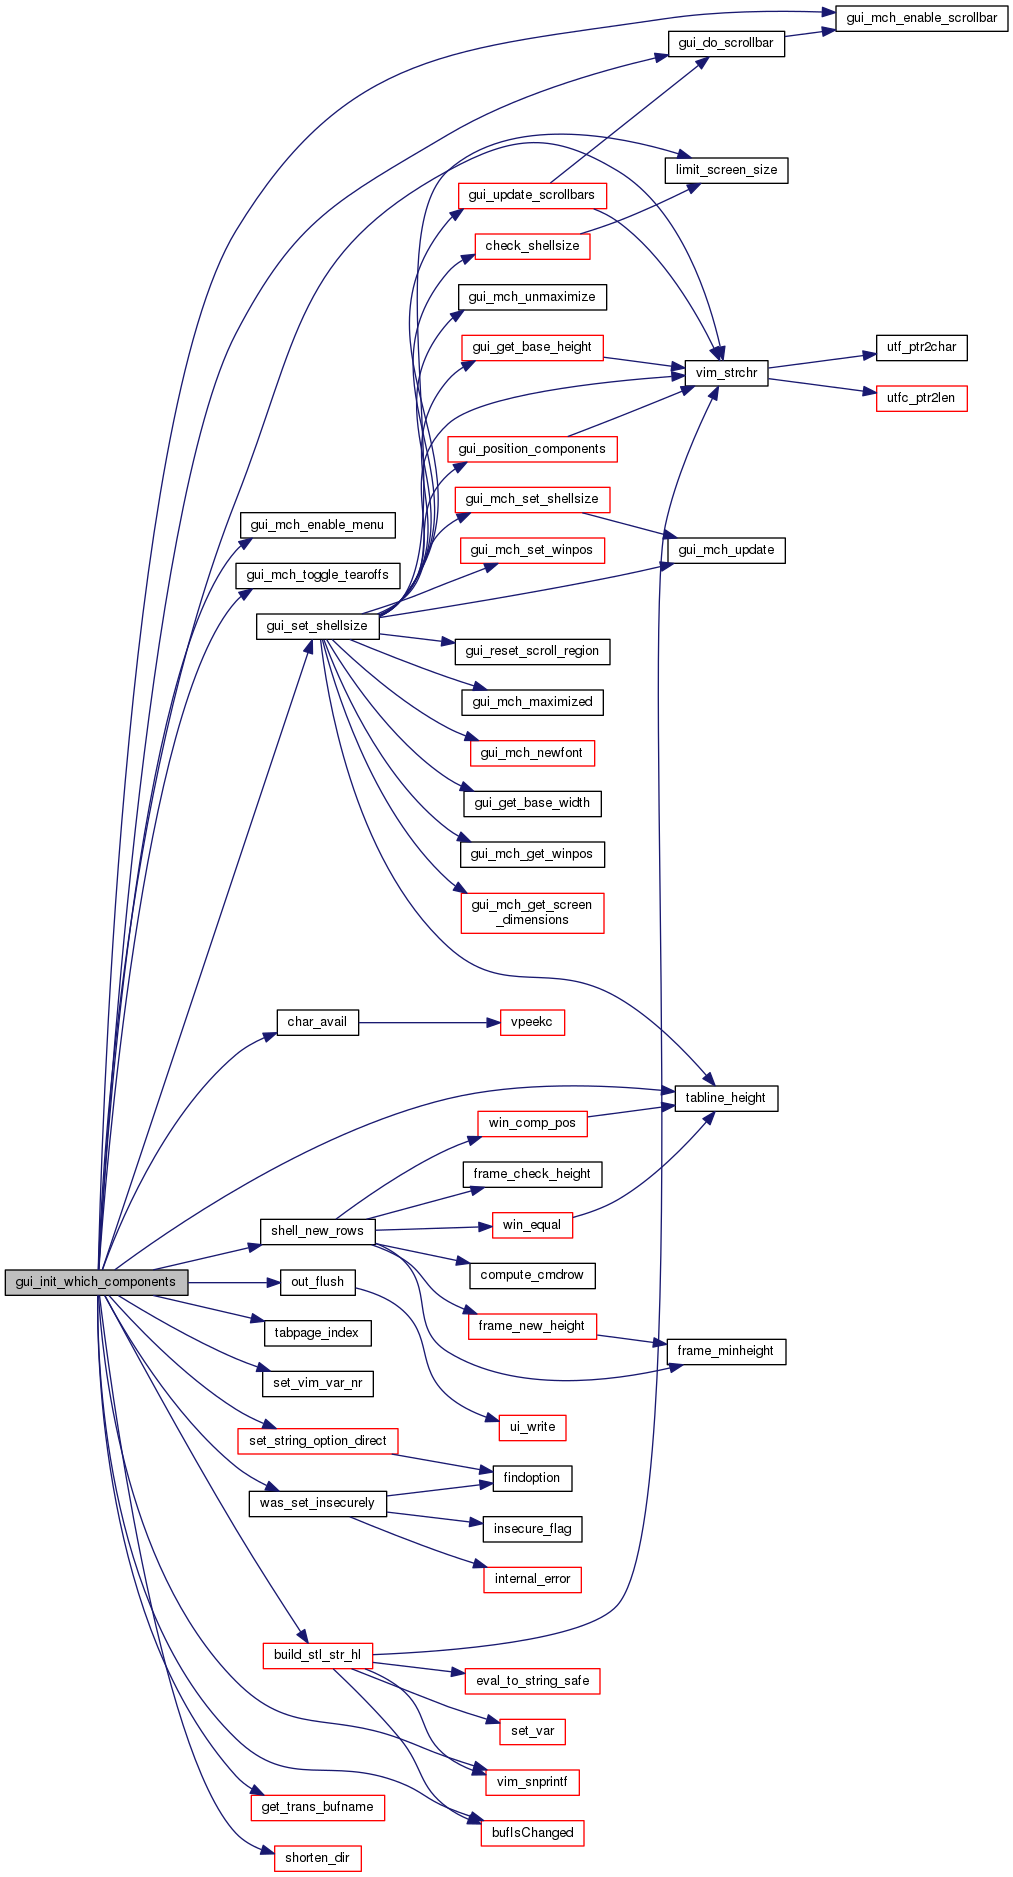 gui_mch_enable_scrollbar
gui_do_scrollbar
limit_screen_size
gui_update_scrollbars
check_shellsize
gui_mch_unmaximize
gui_get_base_height
utf_ptr2char
vim_strchr
utfc_ptr2len
gui_position_components
gui_mch_set_shellsize
gui_mch_enable_menu
gui_mch_set_winpos
gui_mch_update
gui_mch_toggle_tearoffs
gui_set_shellsize
gui_reset_scroll_region
gui_mch_maximized
gui_mch_newfont
gui_get_base_width
gui_mch_get_winpos
gui_mch_get_screen
_dimensions
char_avail
vpeekc
tabline_height
win_comp_pos
frame_check_height
shell_new_rows
win_equal
compute_cmdrow
gui_init_which_components
out_flush
frame_new_height
tabpage_index
frame_minheight
set_vim_var_nr
ui_write
set_string_option_direct
findoption
was_set_insecurely
insecure_flag
internal_error
build_stl_str_hl
eval_to_string_safe
set_var
vim_snprintf
get_trans_bufname
bufIsChanged
shorten_dir